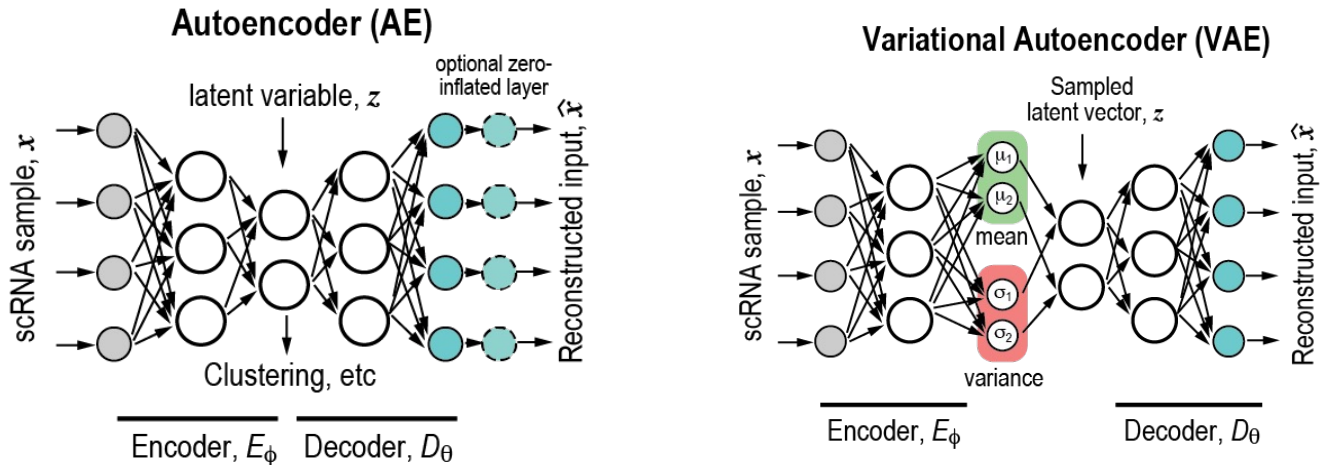 Autoencoder (AE)
optional zero-
inflated layer
latent variable, z
scRNA sample, x
Reconstructed input, x̂
Clustering, etc
Encoder, Eϕ
Decoder, Dθ
Variational Autoencoder (VAE)
Sampled
latent vector, z
scRNA sample, x
μ1
μ2
mean
σ1
σ2
variance
Reconstructed input, x̂
Encoder, Eϕ
Decoder, Dθ